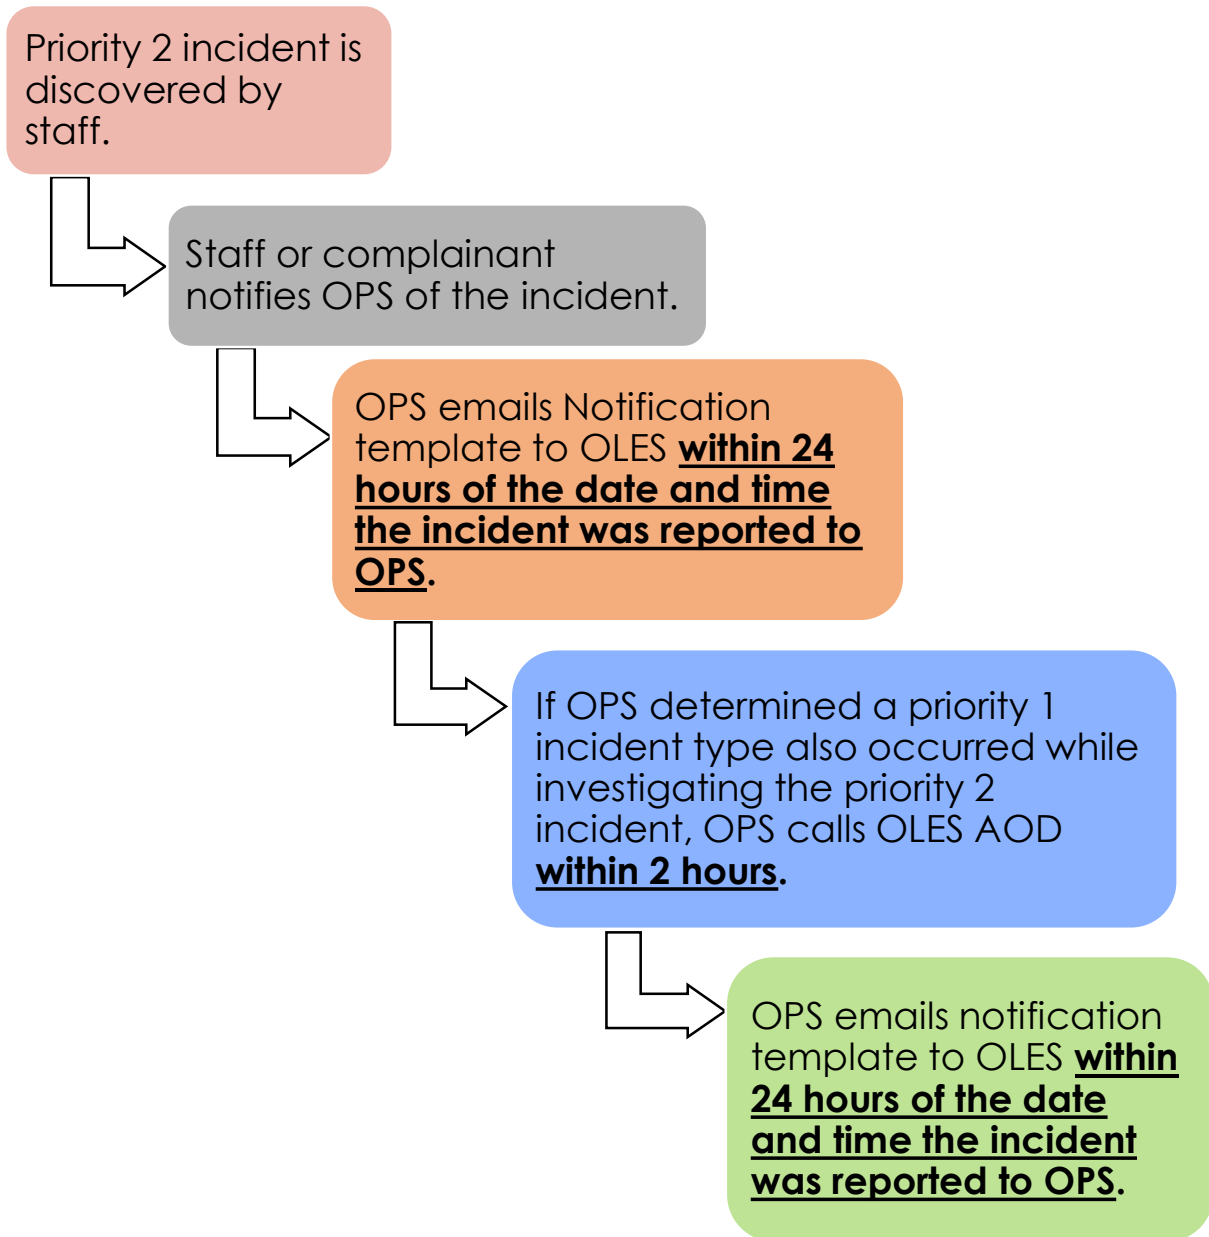 Priority 2 incident is
discovered by
staff.
Staff or complainant
notifies OPS of the incident.
OPS emails Notification
template to OLES within 24
hours of the date and time
the incident was reported to
OPS.
If OPS determined a priority 1
incident type also occurred while
investigating the priority 2
incident, OPS calls OLES AOD
within 2 hours.
OPS emails notification
template to OLES within
24 hours of the date
and time the incident
was reported to OPS.